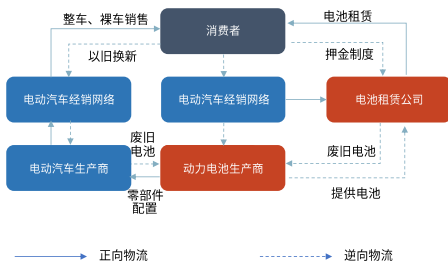 整车、裸车销售
消费者
电池租赁
以旧换新
押金制度
电动汽车经销网络
电动汽车经销网络
电池租赁公司
废旧
电池
废旧电池
电动汽车生产商
动力电池生产商
零部件
配置
提供电池
正向物流
逆向物流